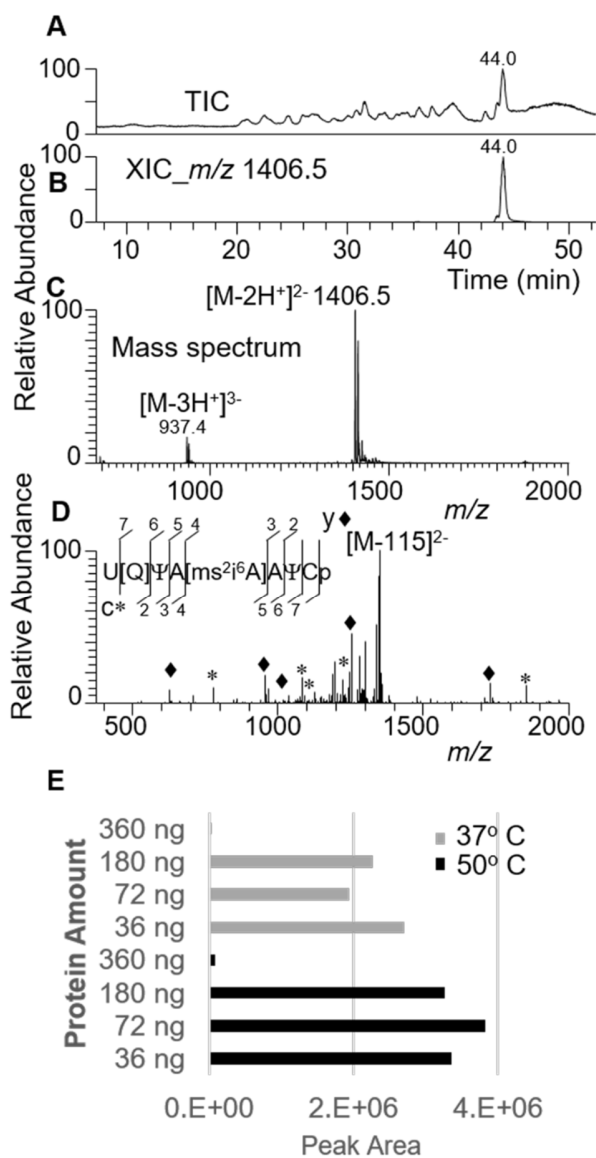 A
100
0
TIC
44.0
B
100
0
XIC_m/z 1406.5
44.0
10 20 30 40 50
Time (min)
Relative Abundance
C
100
0
[M-2H⁺]²⁻ 1406.5
Mass spectrum
[M-3H⁺]³⁻
937.4
1000 1500 2000
m/z
Relative Abundance
D
100
0
7 6 5 4 3 2 y ♦
[M-115]²⁻
U[Q]ΨA[ms²i⁶A]AΨCp
c* 2 3 4 5 6 7
♦ * ♦ ♦ * * * ♦ ♦ *
500 1000 1500 2000
m/z
E
Protein Amount
360 ng
180 ng
72 ng
36 ng
360 ng
180 ng
72 ng
36 ng
37º C
50º C
0.E+00 2.E+06 4.E+06
Peak Area